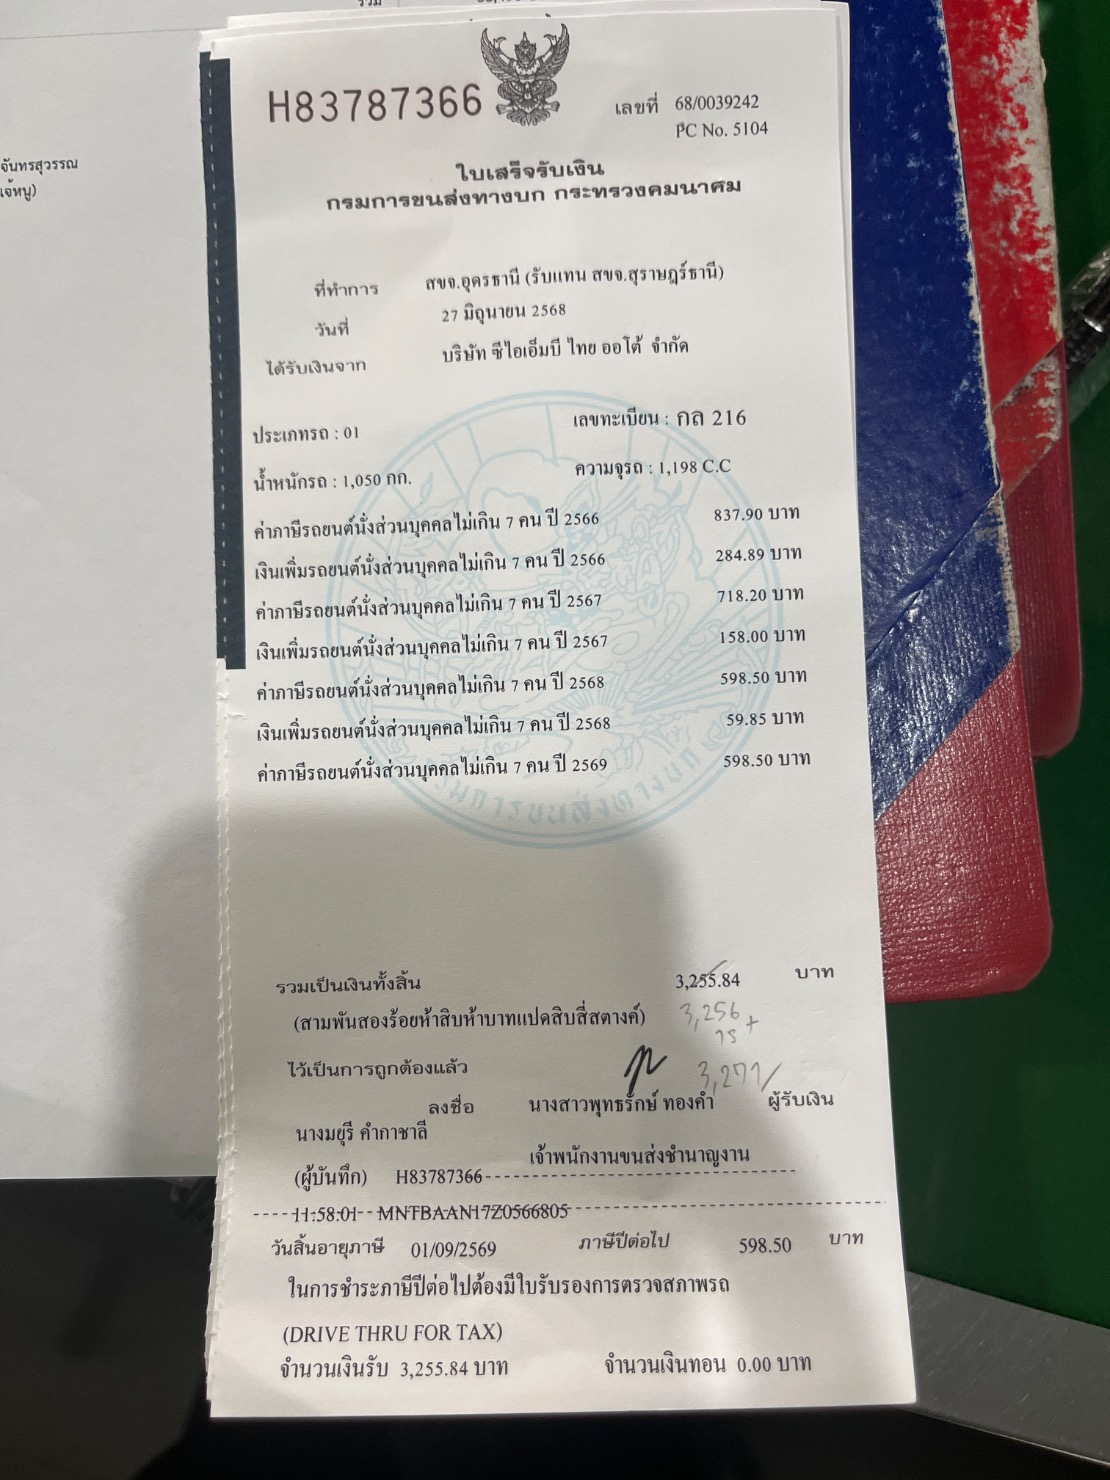 รวม
จันทรสุวรรณ
เจ้หนู)
H83787366
เลขที่ 68/0039242
PC No. 5104
ใบเสร็จรับเงิน
กรมการขนส่งทางบก กระทรวงคมนาคม
ที่ทำการ สขจ.อุดรธานี (รับแทน สขจ.สุราษฎร์ธานี)
วันที่ 27 มิถุนายน 2568
ได้รับเงินจาก บริษัท ซีไอเอ็มบี ไทย ออโต้ จำกัด
ประเภทรถ : 01 เลขทะเบียน : กล 216
น้ำหนักรถ : 1,050 กก. ความจุรถ : 1,198 C.C
ค่าภาษีรถยนต์นั่งส่วนบุคคลไม่เกิน 7 คน ปี 2566 837.90 บาท
เงินเพิ่มรถยนต์นั่งส่วนบุคคลไม่เกิน 7 คน ปี 2566 284.89 บาท
ค่าภาษีรถยนต์นั่งส่วนบุคคลไม่เกิน 7 คน ปี 2567 718.20 บาท
เงินเพิ่มรถยนต์นั่งส่วนบุคคลไม่เกิน 7 คน ปี 2567 158.00 บาท
ค่าภาษีรถยนต์นั่งส่วนบุคคลไม่เกิน 7 คน ปี 2568 598.50 บาท
เงินเพิ่มรถยนต์นั่งส่วนบุคคลไม่เกิน 7 คน ปี 2568 59.85 บาท
ค่าภาษีรถยนต์นั่งส่วนบุคคลไม่เกิน 7 คน ปี 2569 598.50 บาท
กรมการขนส่งทางบก
รวมเป็นเงินทั้งสิ้น 3,255.84 บาท
(สามพันสองร้อยห้าสิบห้าบาทแปดสิบสี่สตางค์) 3,256
15 +
ไว้เป็นการถูกต้องแล้ว 3,271/
ลงชื่อ นางสาวพุทธรักษ์ ทองคำ ผู้รับเงิน
นางมยุรี คำกาชาลี
เจ้าพนักงานขนส่งชำนาญงาน
(ผู้บันทึก) H83787366
11:58:01 MNTBAAN17Z0566805
วันสิ้นอายุภาษี 01/09/2569 ภาษีปีต่อไป 598.50 บาท
ในการชำระภาษีปีต่อไปต้องมีใบรับรองการตรวจสภาพรถ
(DRIVE THRU FOR TAX)
จำนวนเงินรับ 3,255.84 บาท จำนวนเงินทอน 0.00 บาท